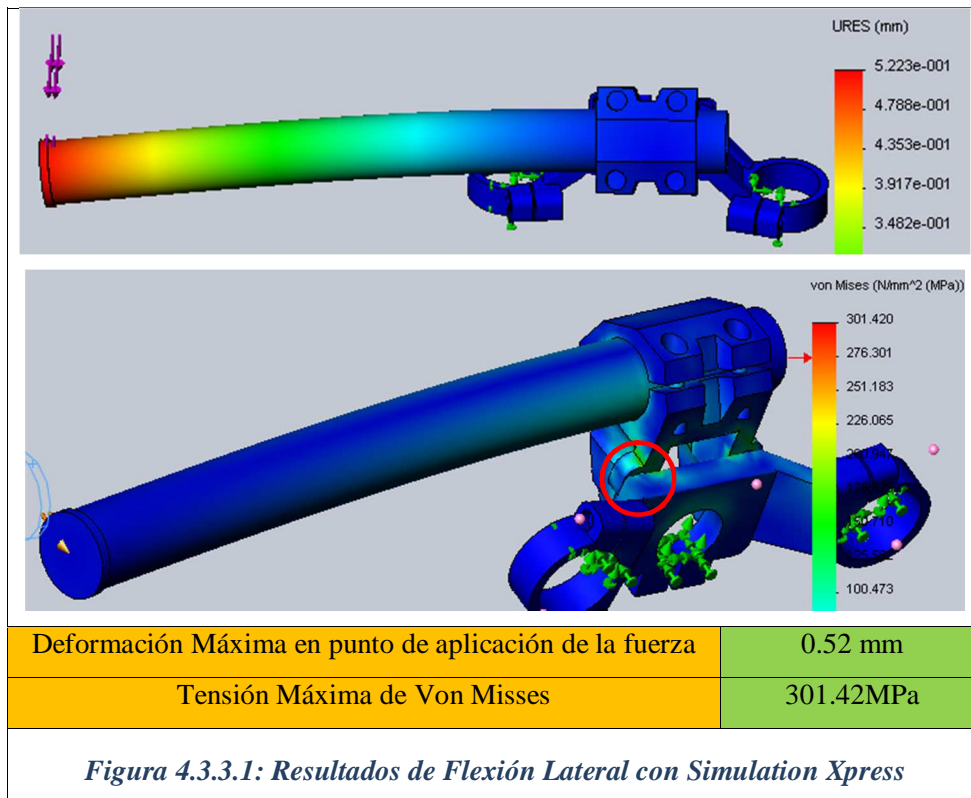 URES (mm)
5.223e-001
4.788e-001
4.353e-001
3.917e-001
3.482e-001
von Mises (N/mm^2 (MPa))
301.420
276.301
251.183
226.065
100.473
Deformación Máxima en punto de aplicación de la fuerza 0.52 mm
Tensión Máxima de Von Misses 301.42MPa
Figura 4.3.3.1: Resultados de Flexión Lateral con Simulation Xpress